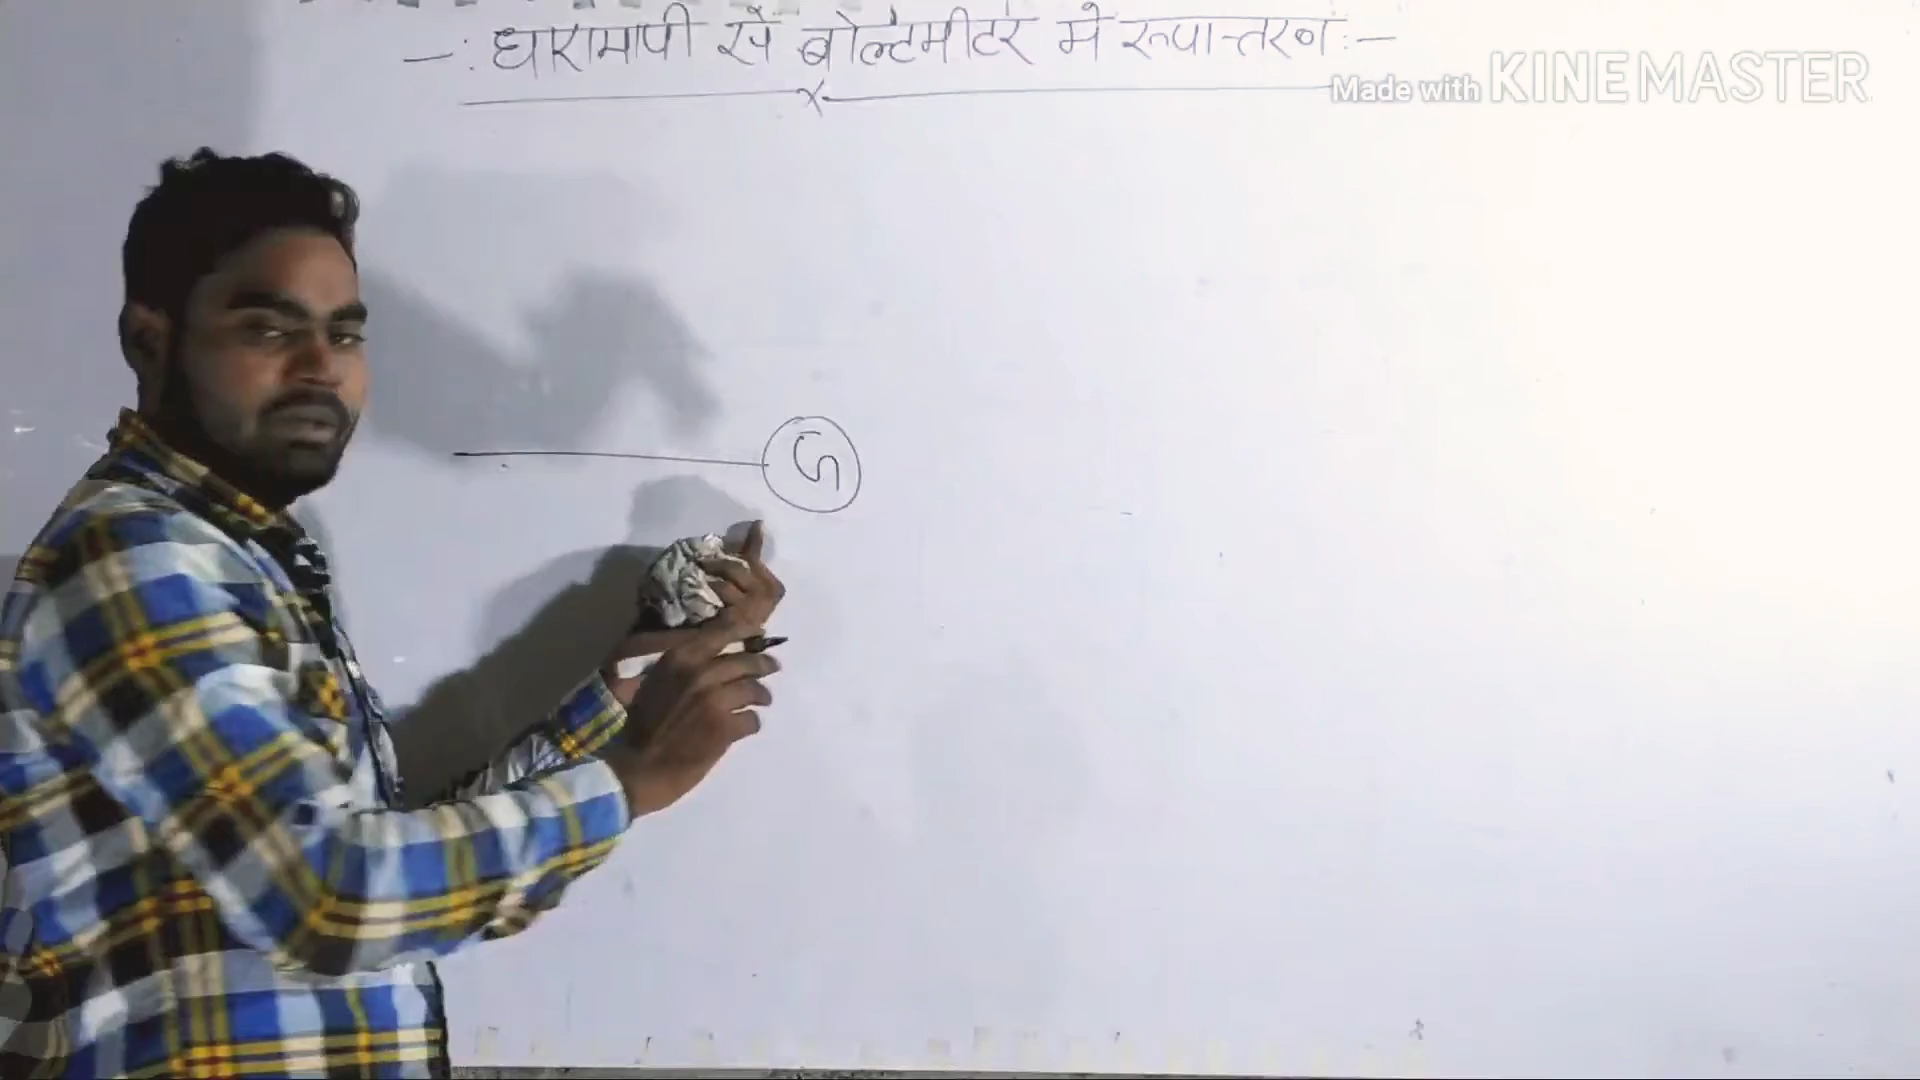 -: धारामापी से बोल्टमीटर में रूपान्तरण :-
Made with KINEMASTER
G